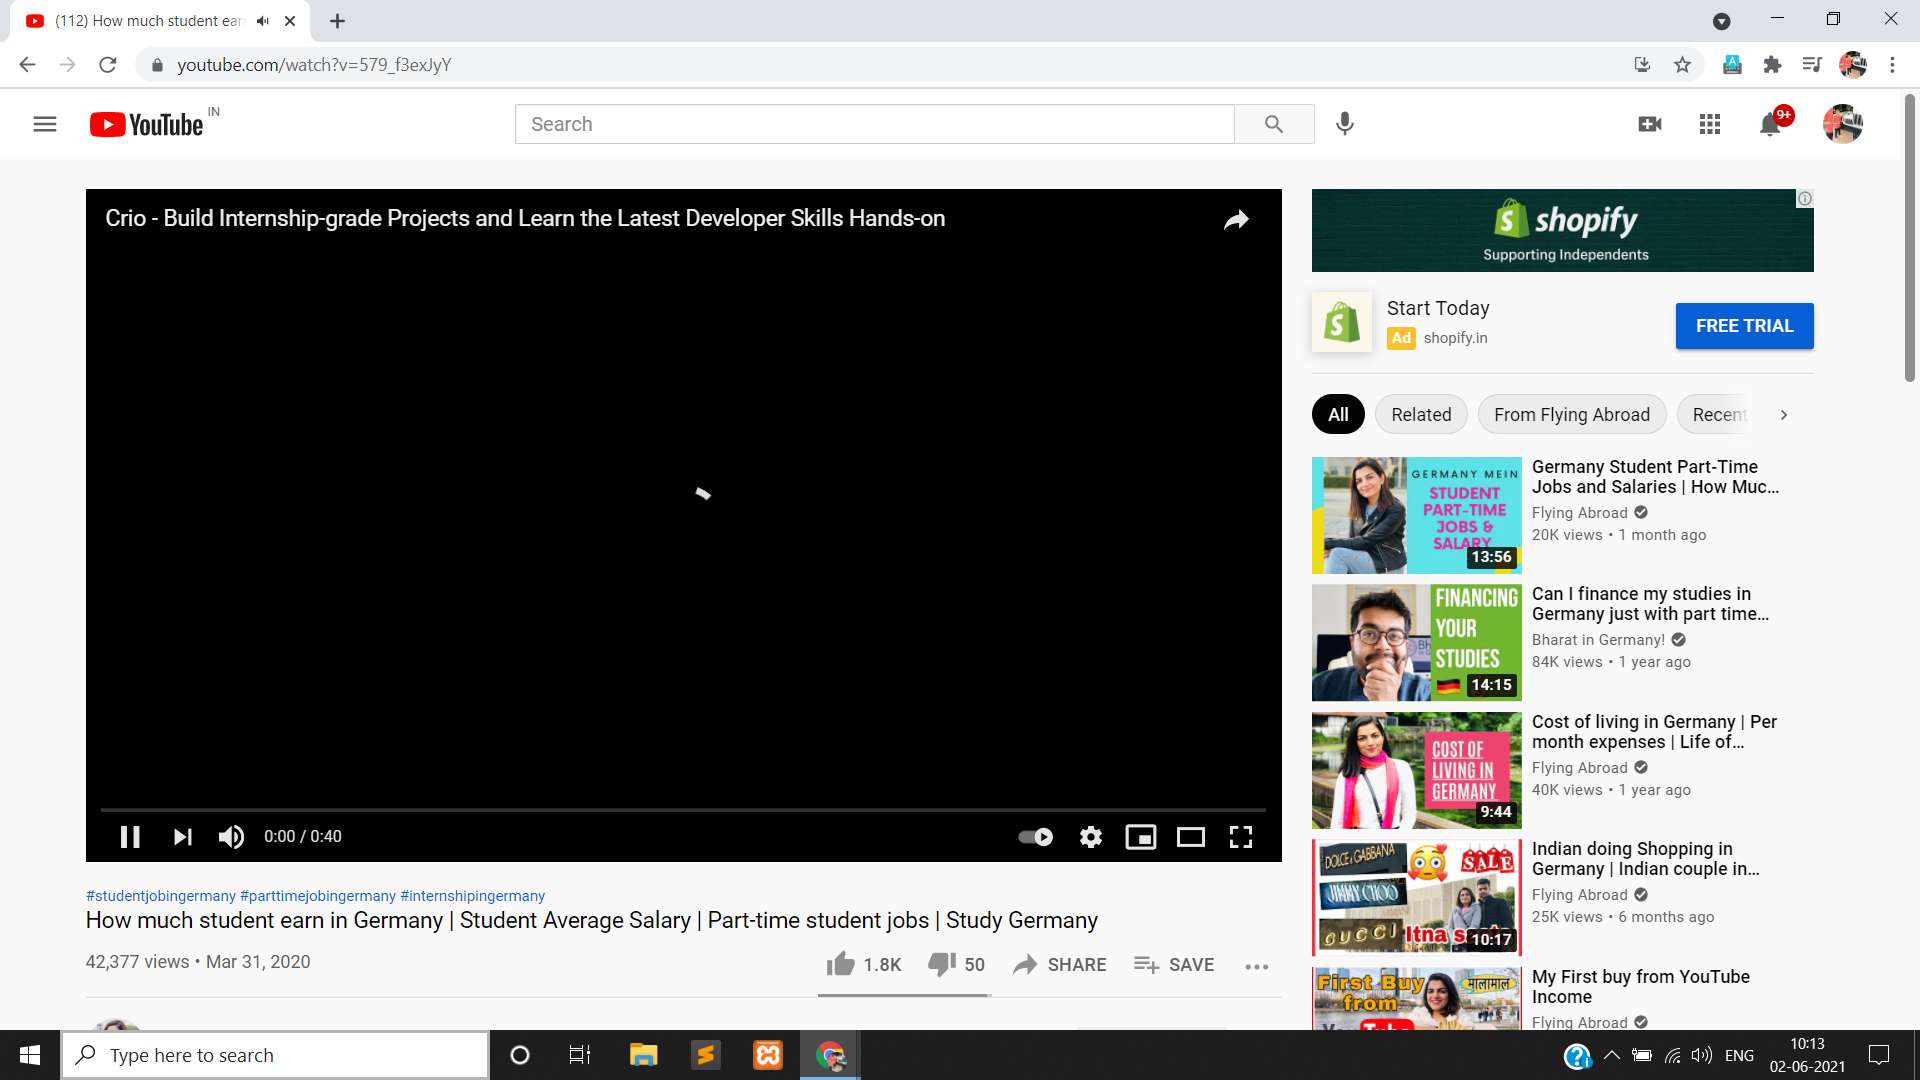 (112) How much student ear
youtube.com/watch?v=579_f3exJyY
YouTube IN
Search
9+
Crio - Build Internship-grade Projects and Learn the Latest Developer Skills Hands-on
0:00 / 0:40
#studentjobingermany #parttimejobingermany #internshipingermany
How much student earn in Germany | Student Average Salary | Part-time student jobs | Study Germany
42,377 views • Mar 31, 2020
1.8K
50
SHARE
SAVE
shopify
Supporting Independents
Start Today
Ad shopify.in
FREE TRIAL
All
Related
From Flying Abroad
Recent
GERMANY MEIN
STUDENT
PART-TIME
JOBS &
SALARY
13:56
Germany Student Part-Time
Jobs and Salaries | How Muc...
Flying Abroad
20K views • 1 month ago
FINANCING
YOUR
STUDIES
14:15
Can I finance my studies in
Germany just with part time...
Bharat in Germany!
84K views • 1 year ago
COST OF
LIVING IN
GERMANY
9:44
Cost of living in Germany | Per
month expenses | Life of...
Flying Abroad
40K views • 1 year ago
DOLCE & GABBANA
JIMMY CHOO
GUCCI
SALE
Itna
10:17
Indian doing Shopping in
Germany | Indian couple in...
Flying Abroad
25K views • 6 months ago
First Buy
from
मालामाल
My First buy from YouTube
Income
Flying Abroad
Type here to search
ENG
10:13
02-06-2021